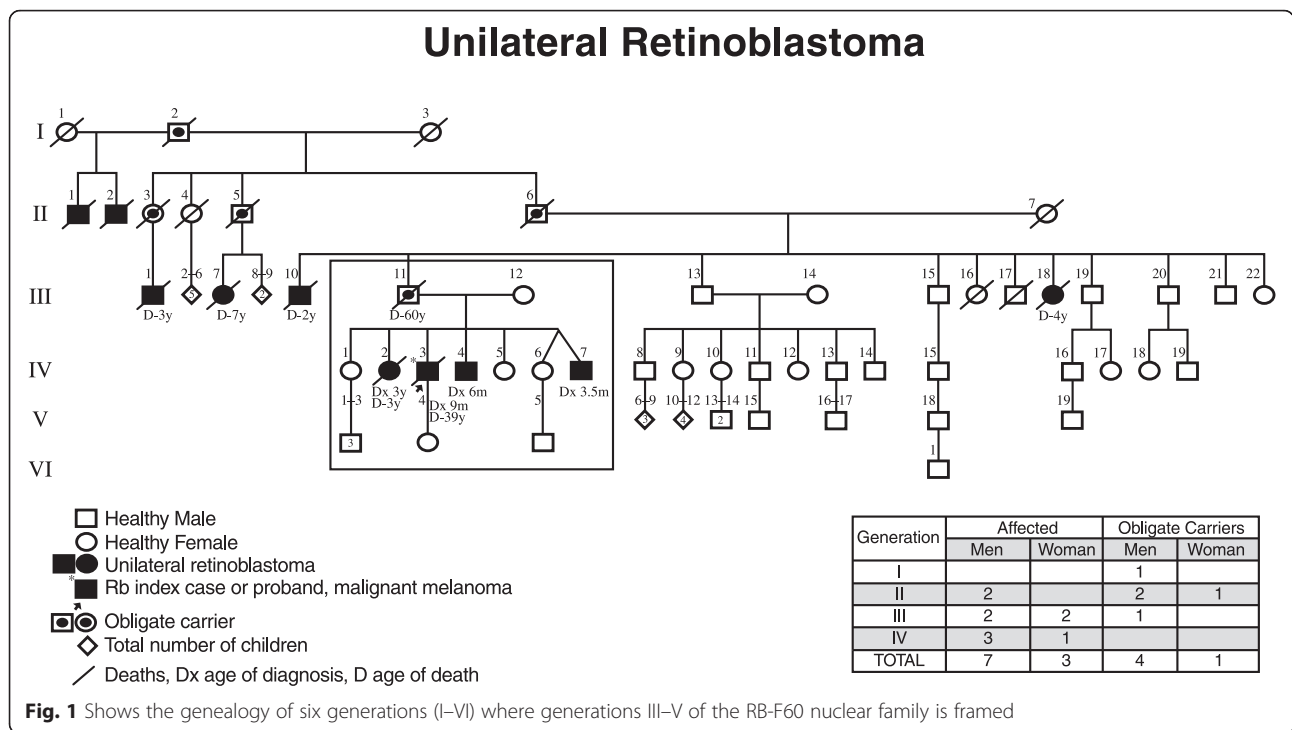 Unilateral Retinoblastoma
I
1 2 3
II
1 2 3 4 5 6 7
III
1 2–6 7 8–9 10 11 12 13 14 15 16 17 18 19 20 21 22
5 2
D-3y D-7y D-2y D-60y D-4y
IV
1 2 3 4 5 6 7 8 9 10 11 12 13 14 15 16 17 18 19
*
Dx 3y
D-3y
Dx 9m
D-39y
Dx 6m
Dx 3.5m
V
1–3 4 5 6–9 10–12 13–14 15 16–17 18 19
3 3 4 2
VI
1
Healthy Male
Healthy Female
Unilateral retinoblastoma
* Rb index case or proband, malignant melanoma
Obligate carrier
Total number of children
Deaths, Dx age of diagnosis, D age of death
Generation Affected Obligate Carriers
Men Woman Men Woman
I 1
II 2 2 1
III 2 2 1
IV 3 1
TOTAL 7 3 4 1
Fig. 1 Shows the genealogy of six generations (I–VI) where generations III–V of the RB-F60 nuclear family is framed